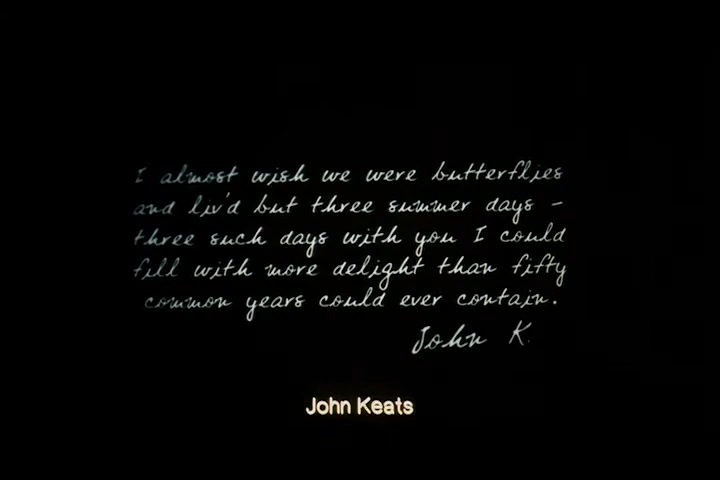 I almost wish we were butterflies
and liv'd but three summer days -
three such days with you I could
fill with more delight than fifty
common years could ever contain.
John K.
John Keats